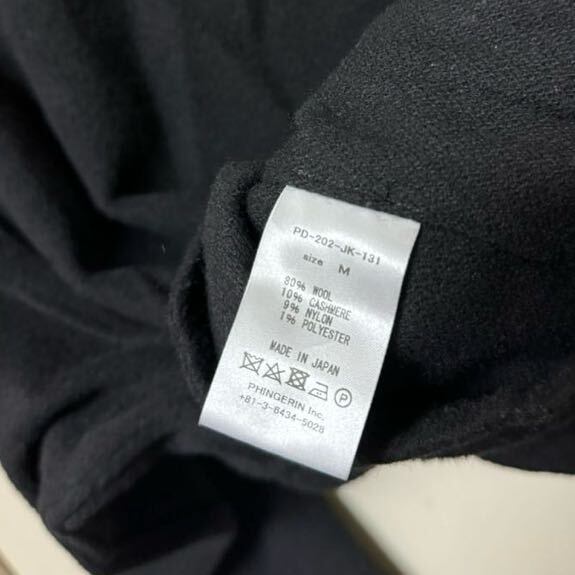 PD-202-JK-131
size M
80% WOOL
10% CASHMERE
9% NYLON
1% POLYESTER
MADE IN JAPAN
P
PHINGERIN Inc.
+81-3-6434-5028